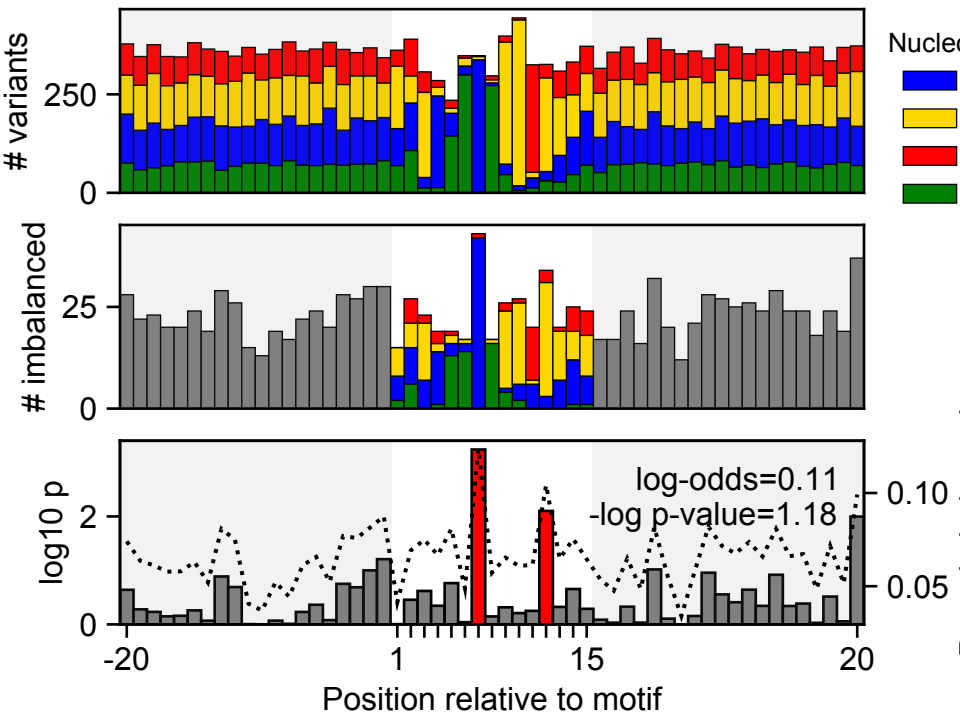 # variants
250
0
Nucleo
# imbalanced
25
0
log10 p
2
0
log-odds=0.11
-log p-value=1.18
0.10
0.05
-20
1
15
20
Position relative to motif